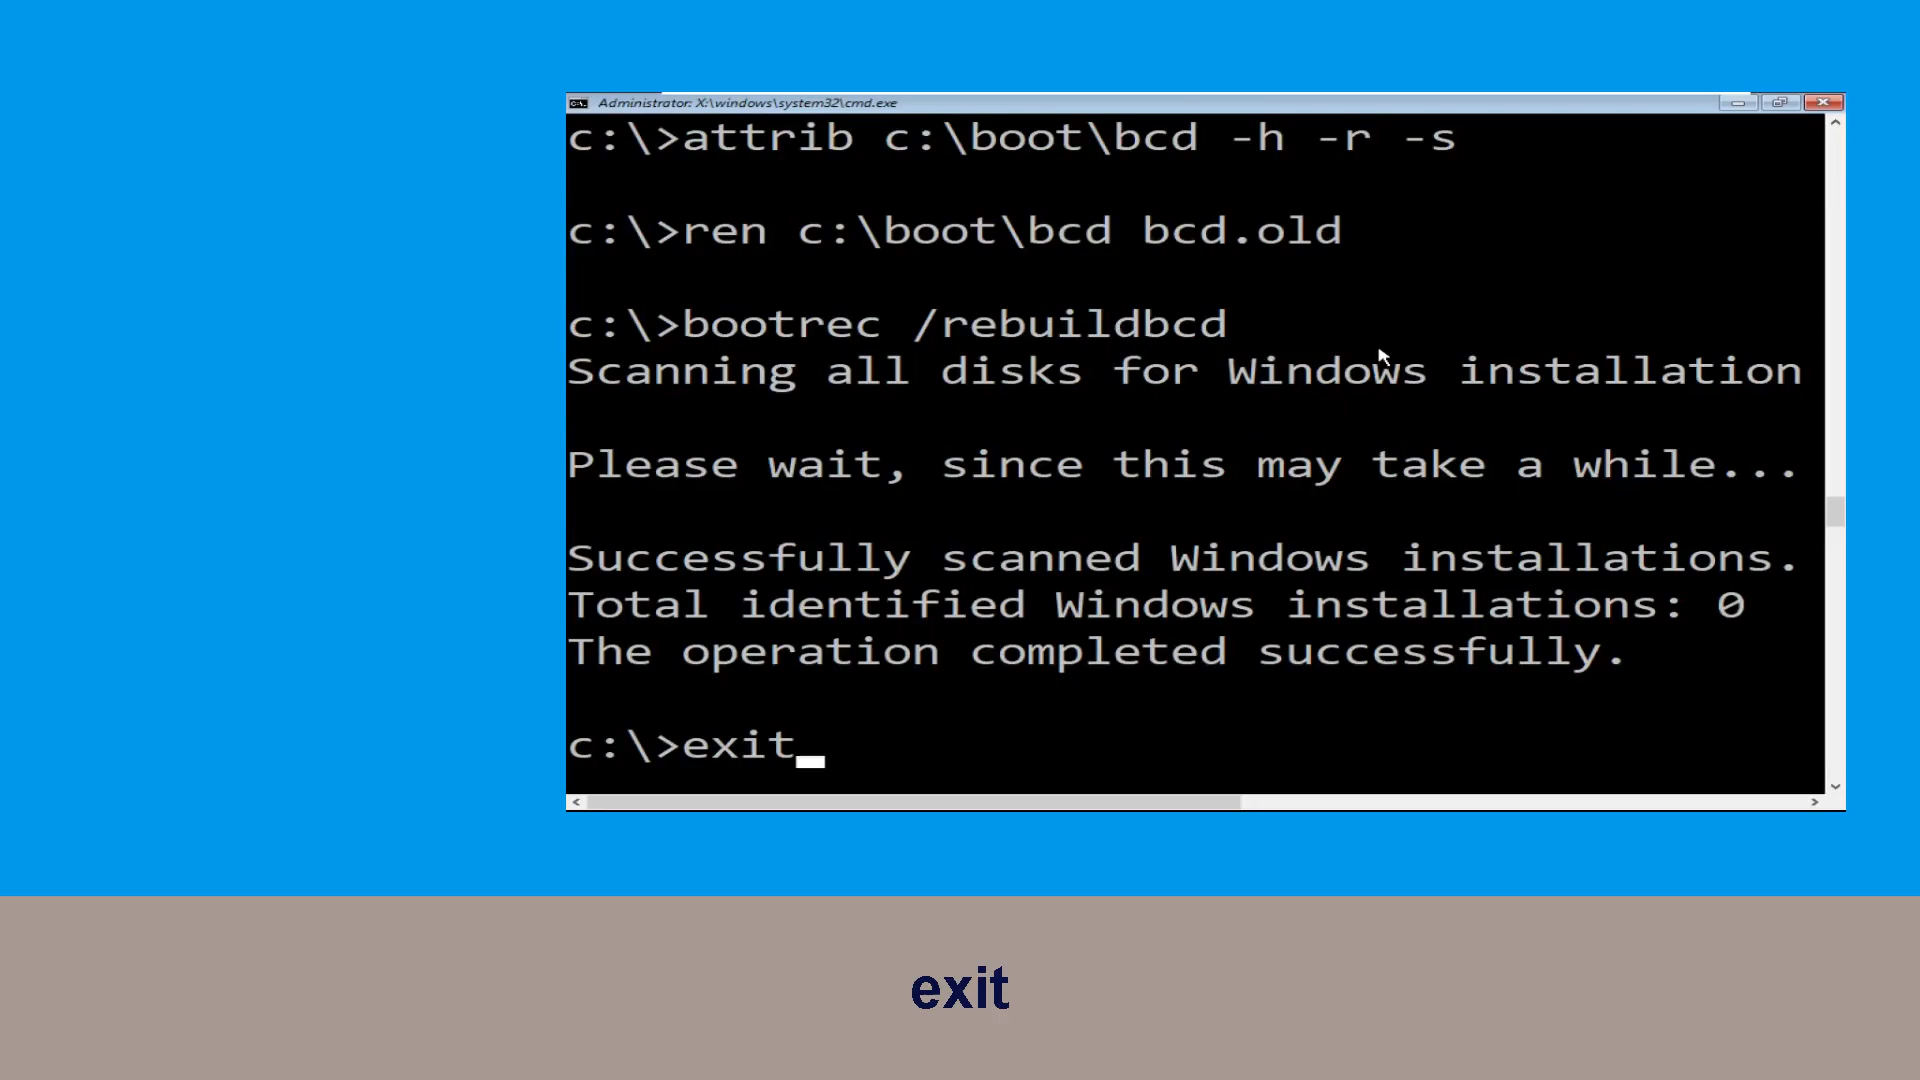 Administrator: X:\windows\system32\cmd.exe
c:\>attrib c:\boot\bcd -h -r -s
c:\>ren c:\boot\bcd bcd.old
c:\>bootrec /rebuildbcd
Scanning all disks for Windows installation
Please wait, since this may take a while...
Successfully scanned Windows installations.
Total identified Windows installations: 0
The operation completed successfully.
c:\>exit
exit